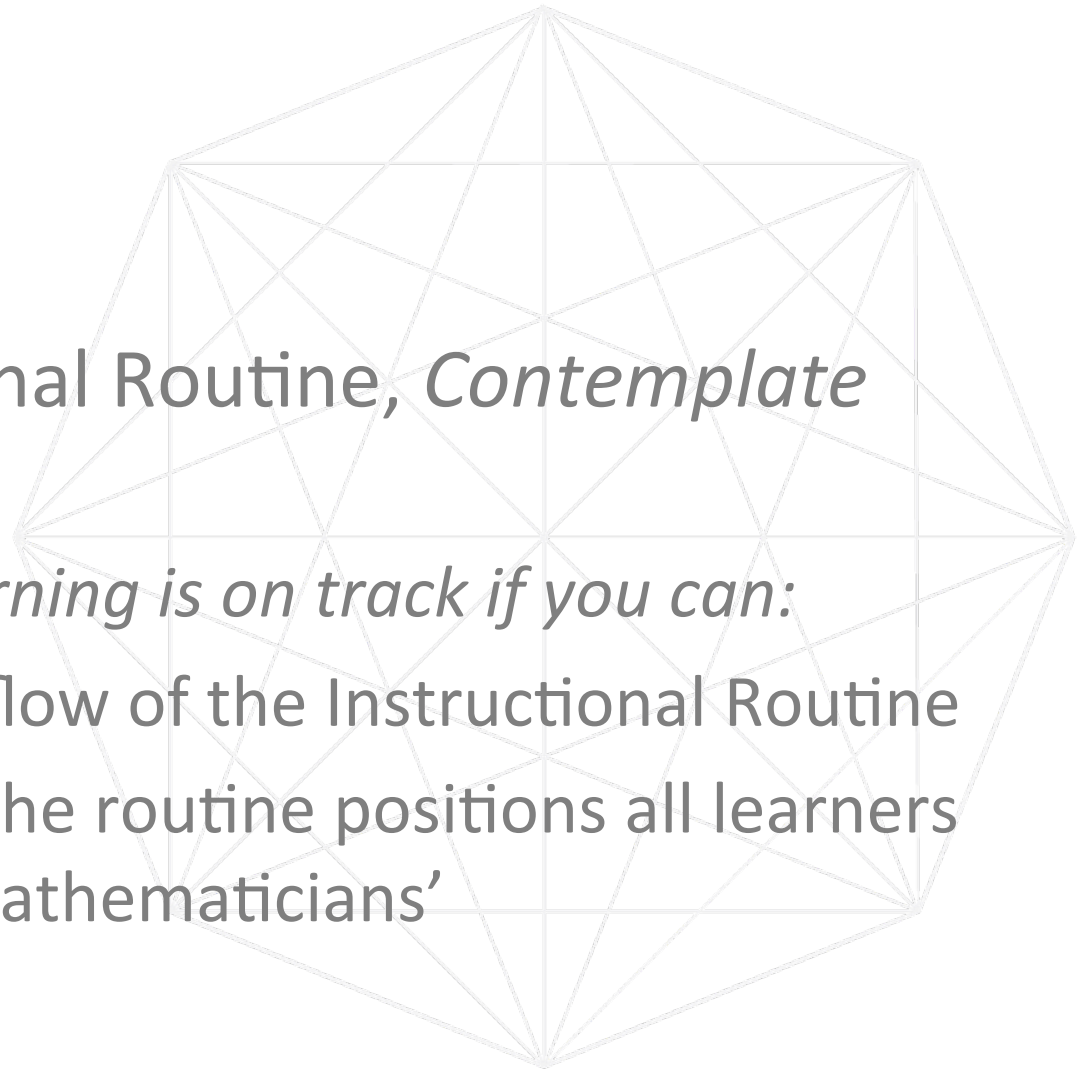 nal Routine, Contemplate
rning is on track if you can:
flow of the Instructional Routine
he routine positions all learners
athematicians’